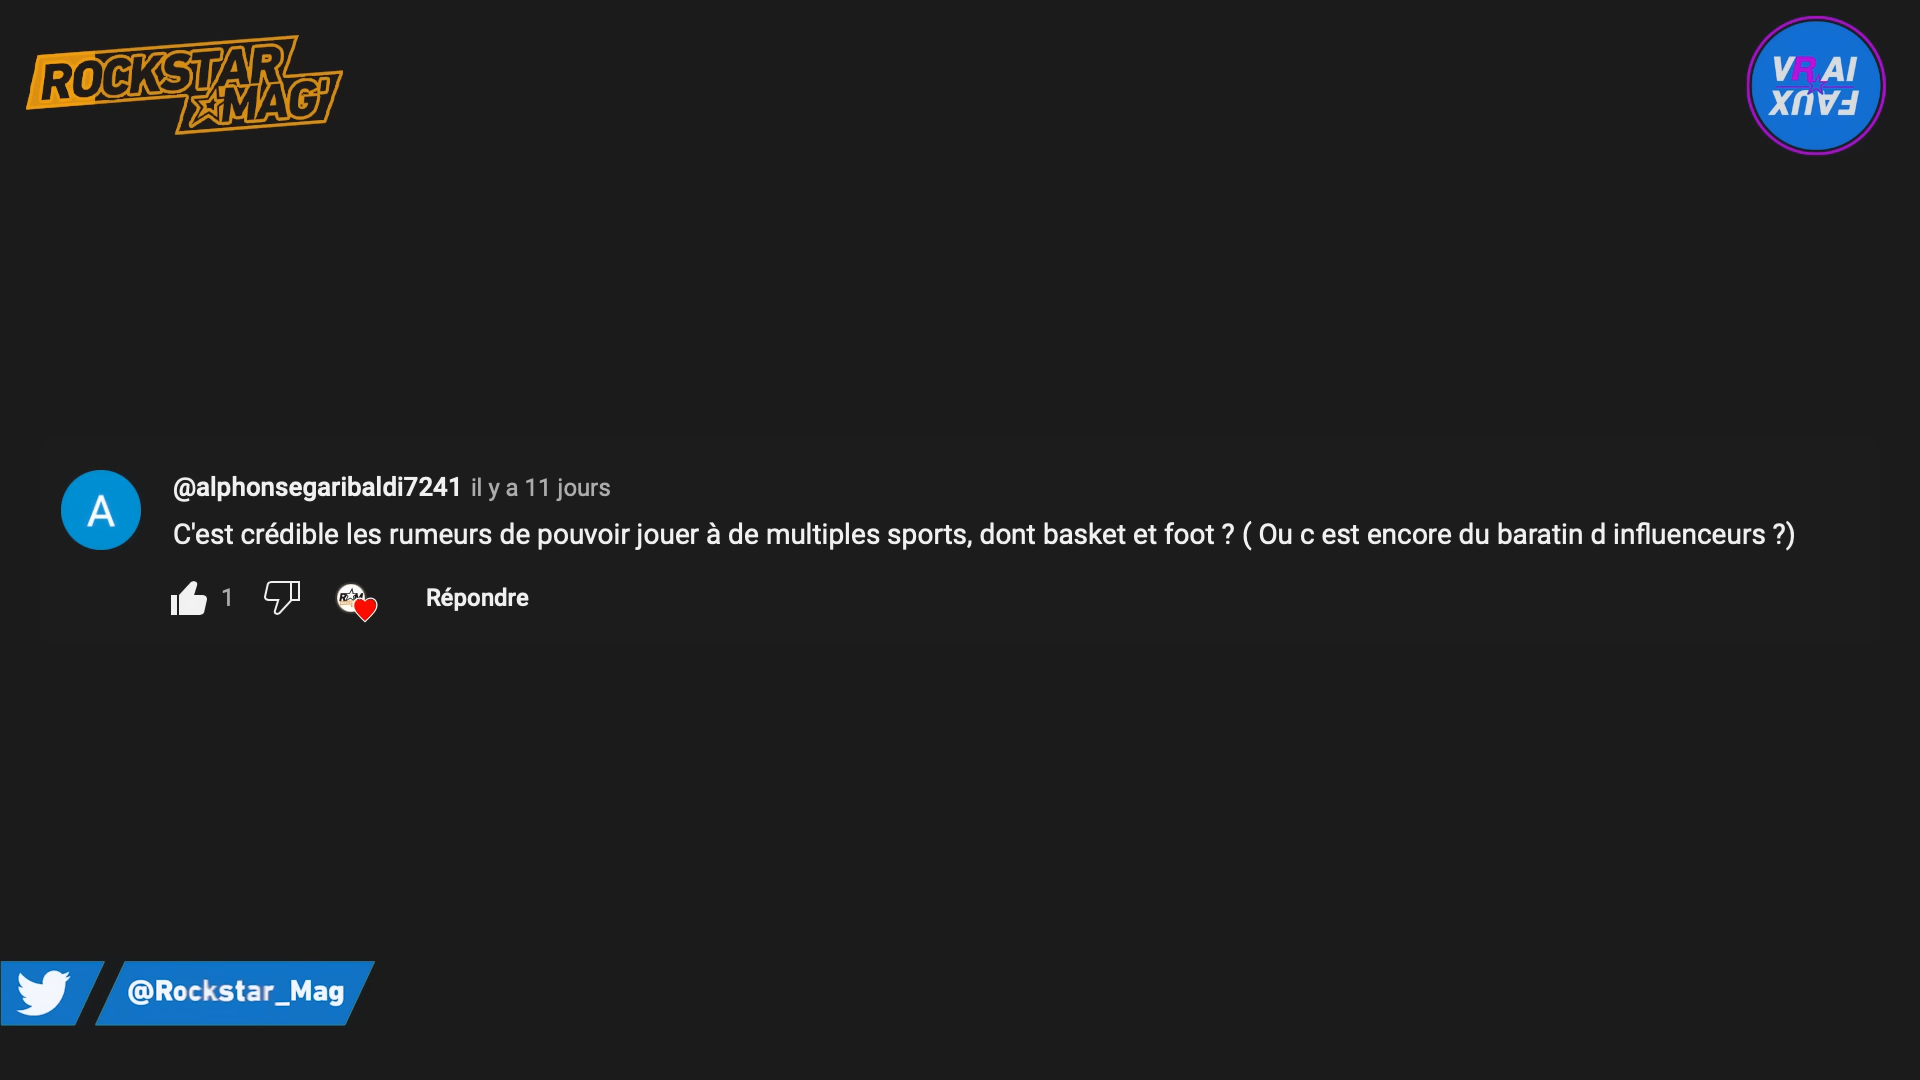 ROCKSTAR
MAG'
VRAI
FAUX
A
@alphonsegaribaldi7241 il y a 11 jours
C'est crédible les rumeurs de pouvoir jouer à de multiples sports, dont basket et foot ? ( Ou c est encore du baratin d influenceurs ?)
1
Répondre
@Rockstar_Mag